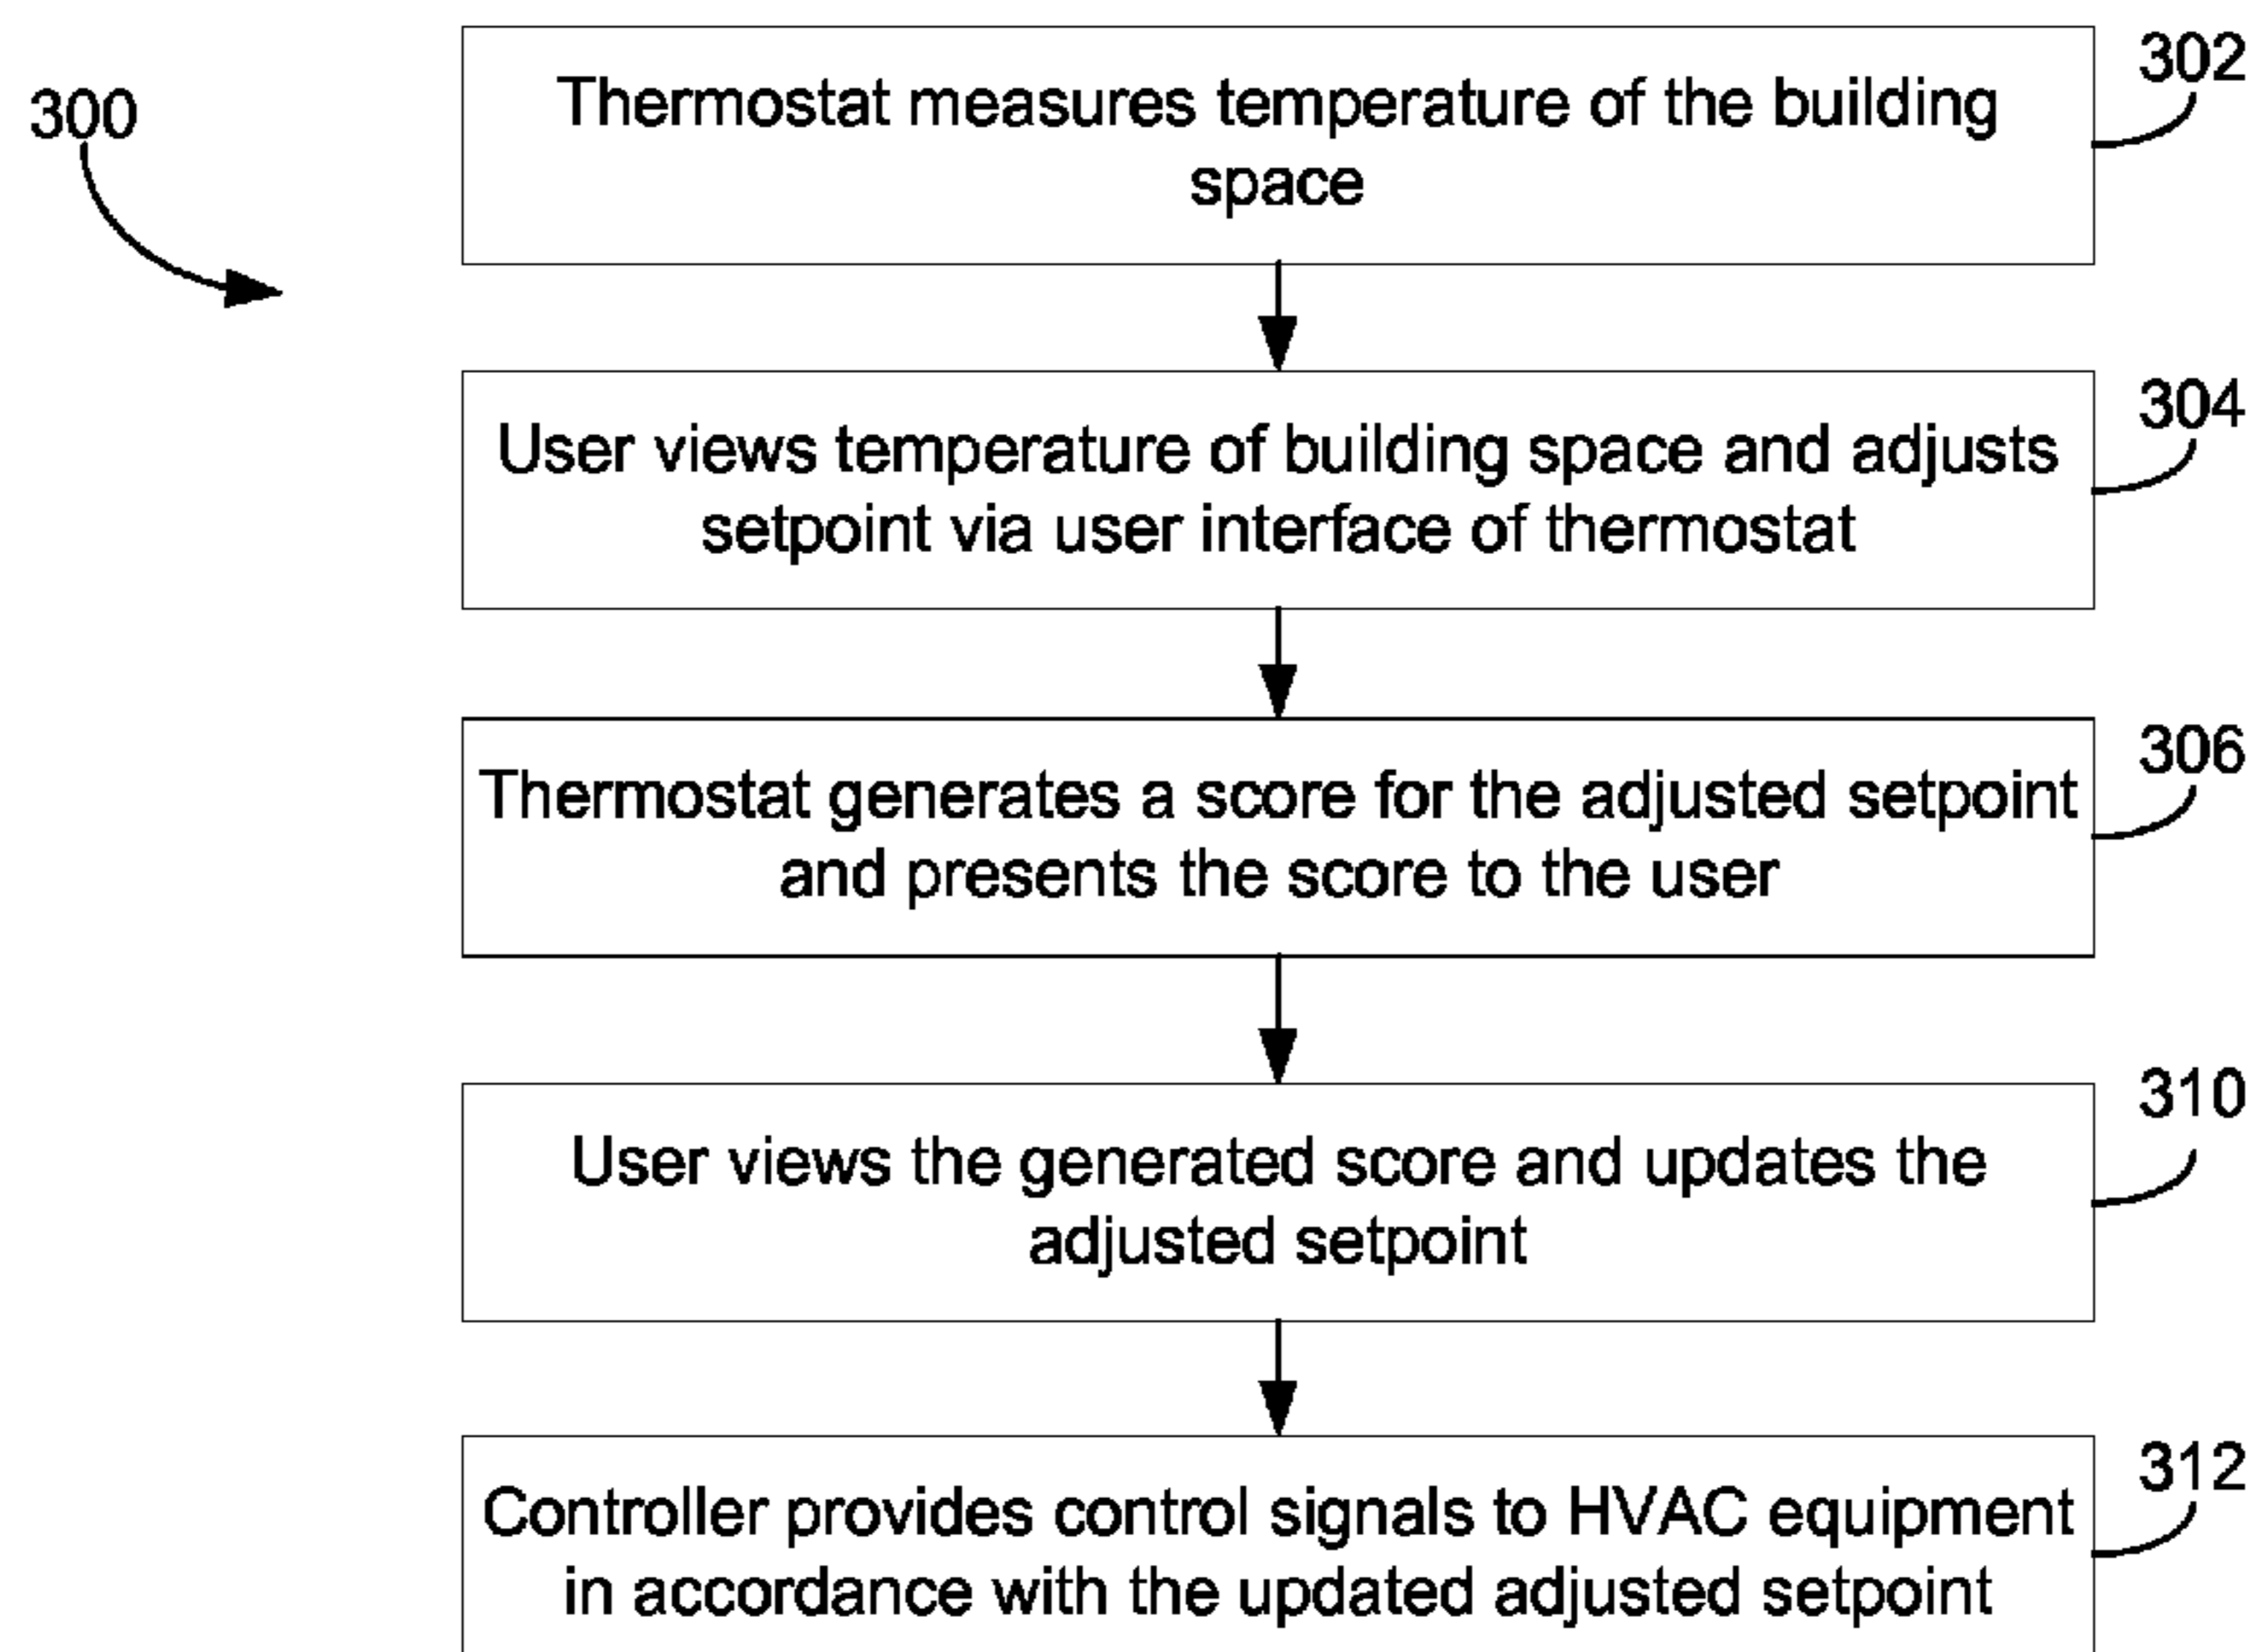 300
302
Thermostat measures temperature of the building
space
304
User views temperature of building space and adjusts
setpoint via user interface of thermostat
306
Thermostat generates a score for the adjusted setpoint
and presents the score to the user
310
User views the generated score and updates the
adjusted setpoint
312
Controller provides control signals to HVAC equipment
in accordance with the updated adjusted setpoint